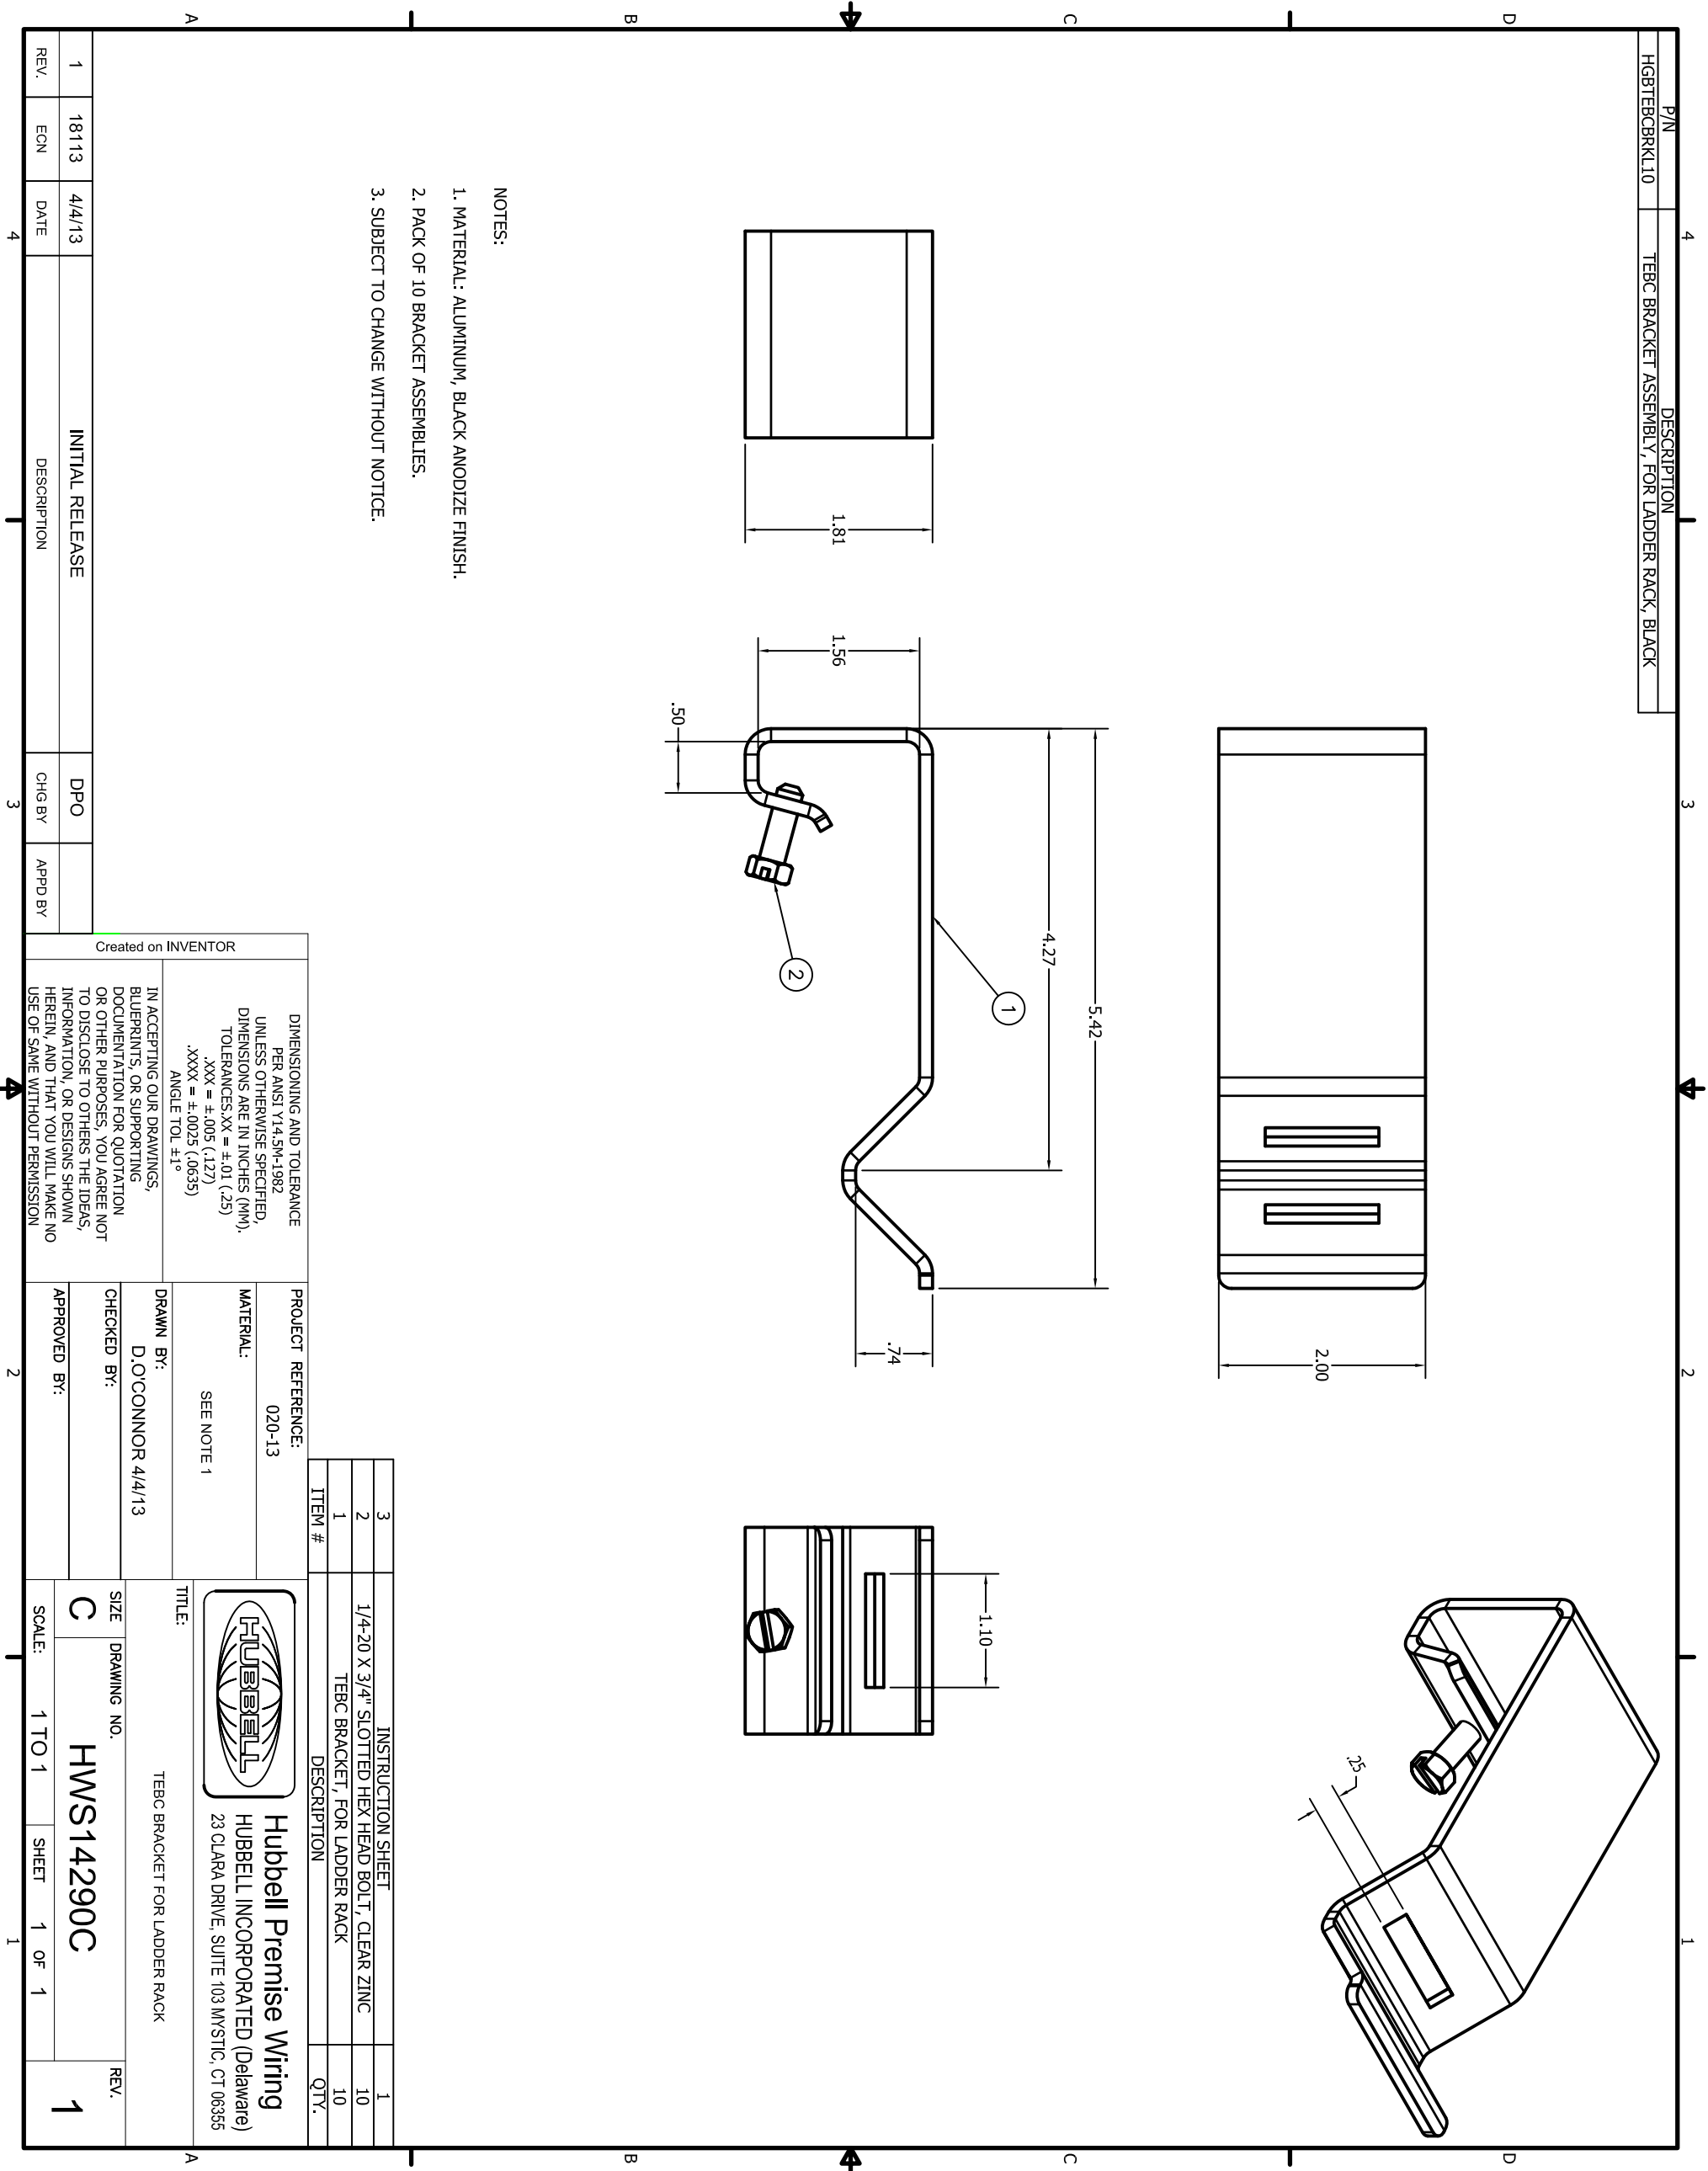 P/N DESCRIPTION
HGBTEBCBRKL10 TEBC BRACKET ASSEMBLY, FOR LADDER RACK, BLACK
4 3 2 1
D D
C C
B B
A A
2.00
.25
5.42
4.27
1
2
1.81
1.56
.50
.74
1.10
NOTES:
1. MATERIAL: ALUMINUM, BLACK ANODIZE FINISH.
2. PACK OF 10 BRACKET ASSEMBLIES.
3. SUBJECT TO CHANGE WITHOUT NOTICE.
3 INSTRUCTION SHEET 1
2 1/4-20 X 3/4" SLOTTED HEX HEAD BOLT, CLEAR ZINC 10
1 TEBC BRACKET, FOR LADDER RACK 10
ITEM # DESCRIPTION QTY.
1 18113 4/4/13 INITIAL RELEASE DPO
REV. ECN DATE DESCRIPTION CHG BY APPD BY
Created on INVENTOR
DIMENSIONING AND TOLERANCE
PER ANSI Y14.5M-1982
UNLESS OTHERWISE SPECIFIED,
DIMENSIONS ARE IN INCHES (MM).
TOLERANCES.XX = ±.01 (.25)
.XXX = ±.005 (.127)
.XXXX = ±.0025 (.0635)
ANGLE TOL ±1°
IN ACCEPTING OUR DRAWINGS,
BLUEPRINTS, OR SUPPORTING
DOCUMENTATION FOR QUOTATION
OR OTHER PURPOSES, YOU AGREE NOT
TO DISCLOSE TO OTHERS THE IDEAS,
INFORMATION, OR DESIGNS SHOWN
HEREIN, AND THAT YOU WILL MAKE NO
USE OF SAME WITHOUT PERMISSION
PROJECT REFERENCE:
020-13
MATERIAL:
SEE NOTE 1
DRAWN BY:
D.O'CONNOR 4/4/13
CHECKED BY:
APPROVED BY:
HUBBELL
Hubbell Premise Wiring
HUBBELL INCORPORATED (Delaware)
23 CLARA DRIVE, SUITE 103 MYSTIC, CT 06355
TITLE:
TEBC BRACKET FOR LADDER RACK
SIZE DRAWING NO. REV.
C HWS14290C 1
SCALE: 1 TO 1 SHEET 1 OF 1
4 3 2 1